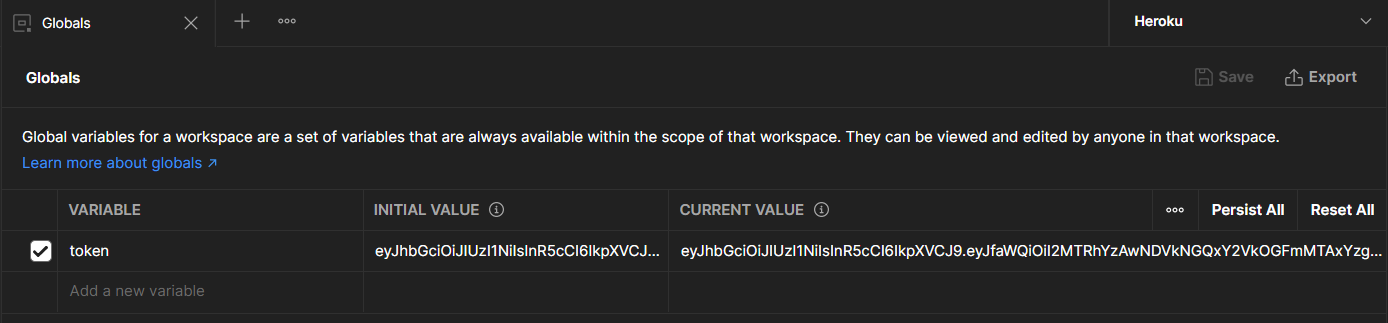 Globals
Heroku
Globals
Save
Export
Global variables for a workspace are a set of variables that are always available within the scope of that workspace. They can be viewed and edited by anyone in that workspace.
Learn more about globals ↗
VARIABLE INITIAL VALUE CURRENT VALUE Persist All Reset All
token eyJhbGciOiJIUzI1NiIsInR5cCI6IkpXVCJ... eyJhbGciOiJIUzI1NiIsInR5cCI6IkpXVCJ9.eyJfaWQiOiI2MTRhYzAwNDVkNGQxY2VkOGFmMTAxYzg...
Add a new variable